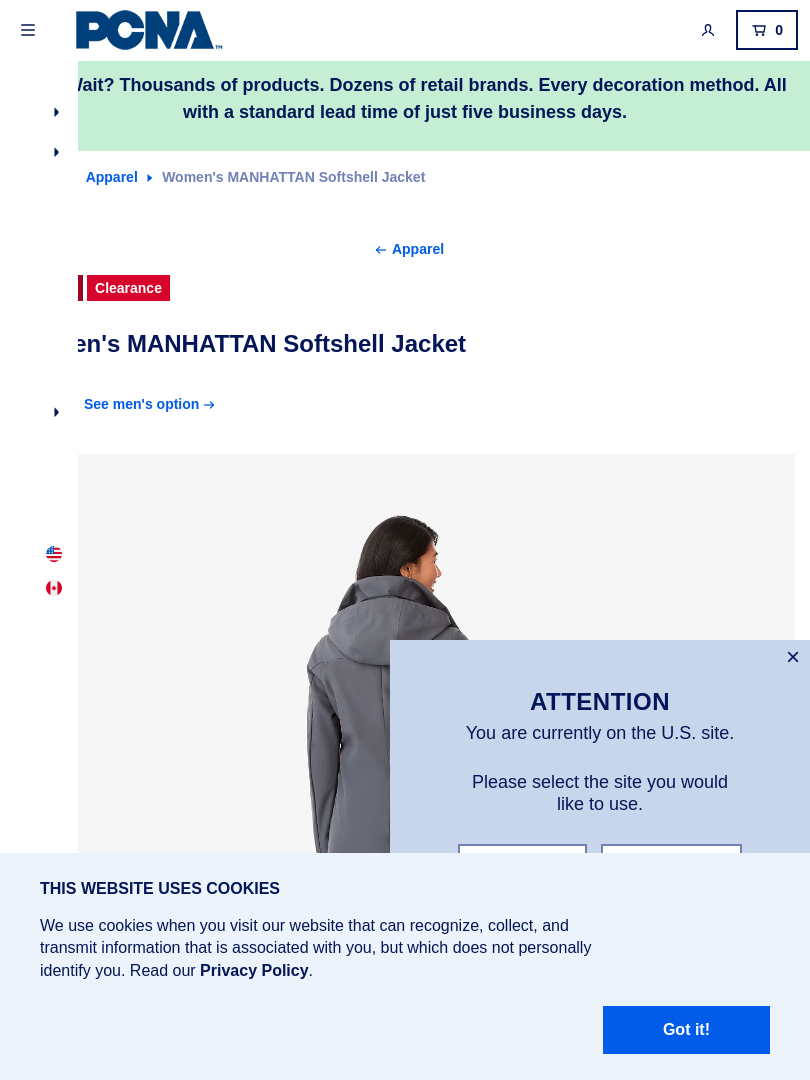 PCNA™
0
Wait? Thousands of products. Dozens of retail brands. Every decoration method. All
with a standard lead time of just five business days.
Apparel Women's MANHATTAN Softshell Jacket
← Apparel
Clearance
en's MANHATTAN Softshell Jacket
See men's option →
ATTENTION
You are currently on the U.S. site.
Please select the site you would
like to use.
THIS WEBSITE USES COOKIES
We use cookies when you visit our website that can recognize, collect, and
transmit information that is associated with you, but which does not personally
identify you. Read our Privacy Policy.
Got it!